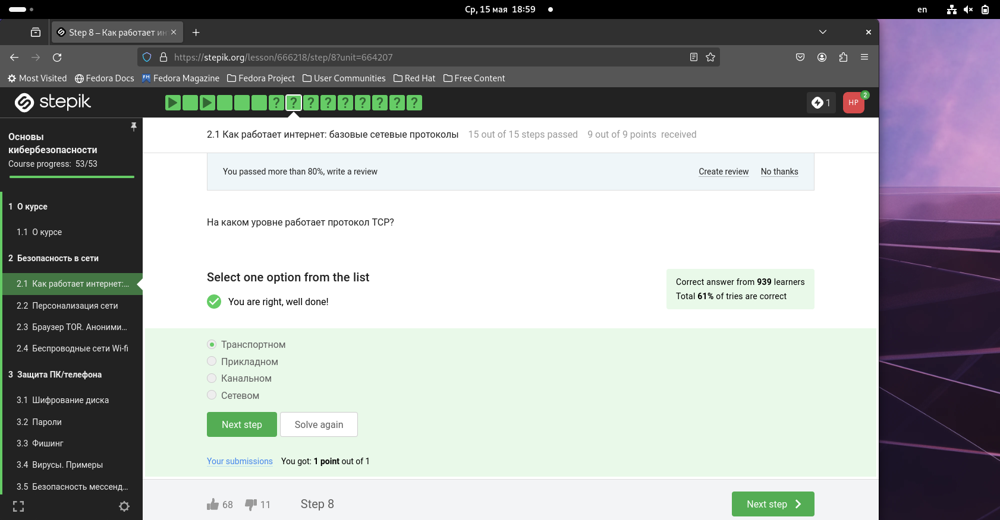 Ср, 15 мая 18:59
en
Step 8 – Как работает ин
https://stepik.org/lesson/666218/step/8?unit=664207
Most Visited
Fedora Docs
Fedora Magazine
Fedora Project
User Communities
Red Hat
Free Content
stepik
1
HP
2
Основы
кибербезопасности
Course progress: 53/53
1 О курсе
1.1 О курсе
2 Безопасность в сети
2.1 Как работает интернет:...
2.2 Персонализация сети
2.3 Браузер TOR. Аноними...
2.4 Беспроводные сети Wi-fi
3 Защита ПК/телефона
3.1 Шифрование диска
3.2 Пароли
3.3 Фишинг
3.4 Вирусы. Примеры
3.5 Безопасность мессенд...
2.1 Как работает интернет: базовые сетевые протоколы 15 out of 15 steps passed 9 out of 9 points received
You passed more than 80%, write a review
Create review
No thanks
На каком уровне работает протокол TCP?
Select one option from the list
Correct answer from 939 learners
Total 61% of tries are correct
You are right, well done!
Транспортном
Прикладном
Канальном
Сетевом
Next step
Solve again
Your submissions You got: 1 point out of 1
68
11
Step 8
Next step